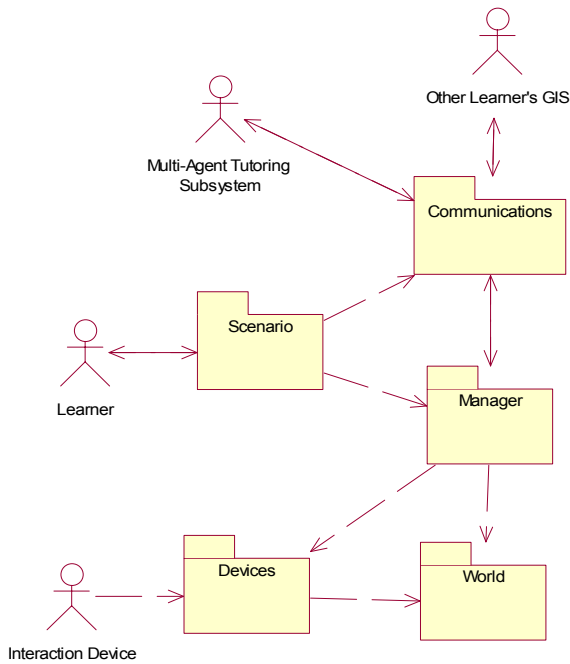 Other Learner's GIS
Multi-Agent Tutoring
Subsystem
Communications
Scenario
Learner
Manager
Devices
World
Interaction Device